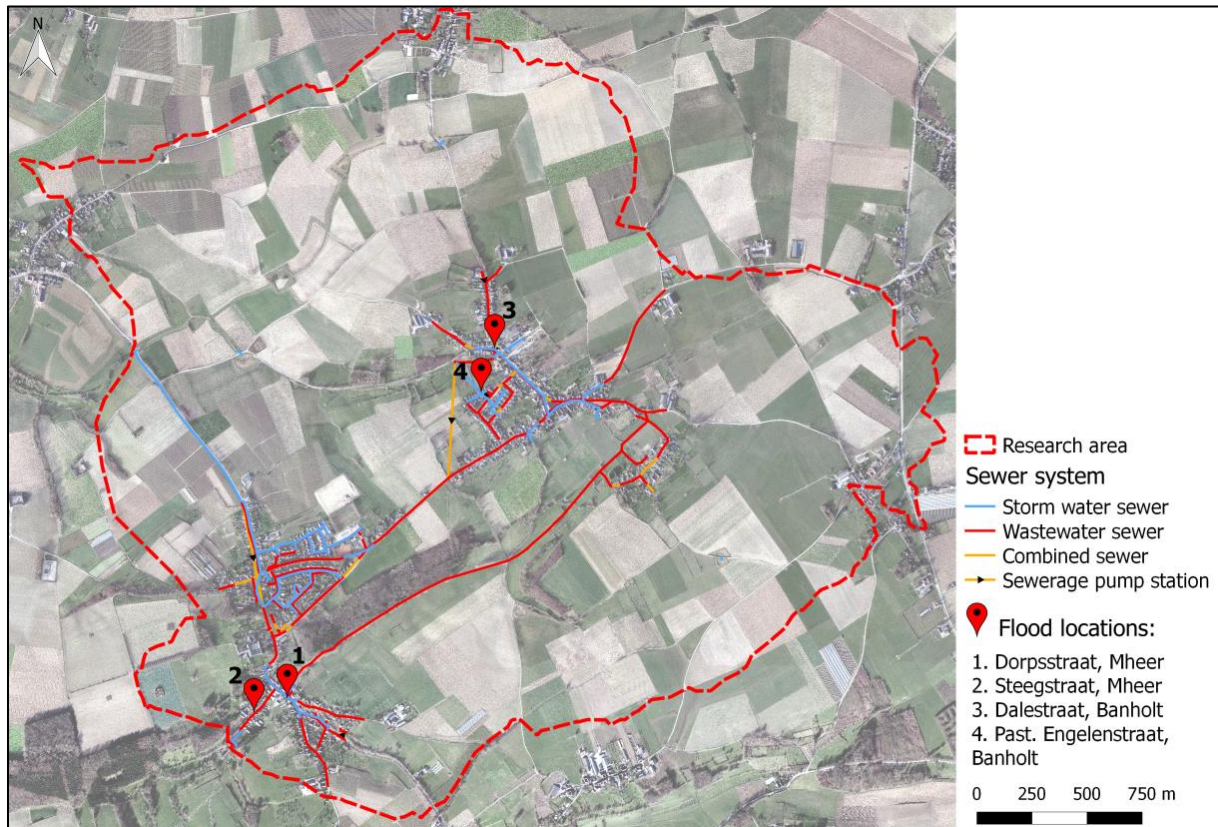 N
3
4
1
2
Research area
Sewer system
Storm water sewer
Wastewater sewer
Combined sewer
Sewerage pump station
Flood locations:
1. Dorpsstraat, Mheer
2. Steegstraat, Mheer
3. Dalestraat, Banholt
4. Past. Engelenstraat,
Banholt
0 250 500 750 m